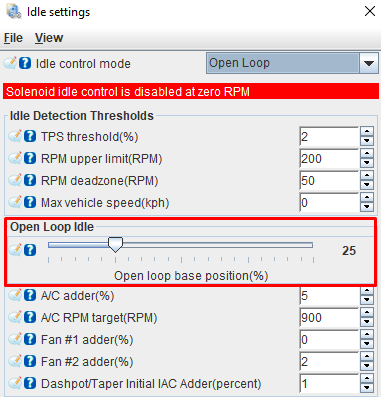 Idle settings
File View
Idle control mode Open Loop
Solenoid idle control is disabled at zero RPM
Idle Detection Thresholds
TPS threshold(%) 2
RPM upper limit(RPM) 200
RPM deadzone(RPM) 50
Max vehicle speed(kph) 0
Open Loop Idle
25
Open loop base position(%)
A/C adder(%) 5
A/C RPM target(RPM) 900
Fan #1 adder(%) 0
Fan #2 adder(%) 2
Dashpot/Taper Initial IAC Adder(percent) 1